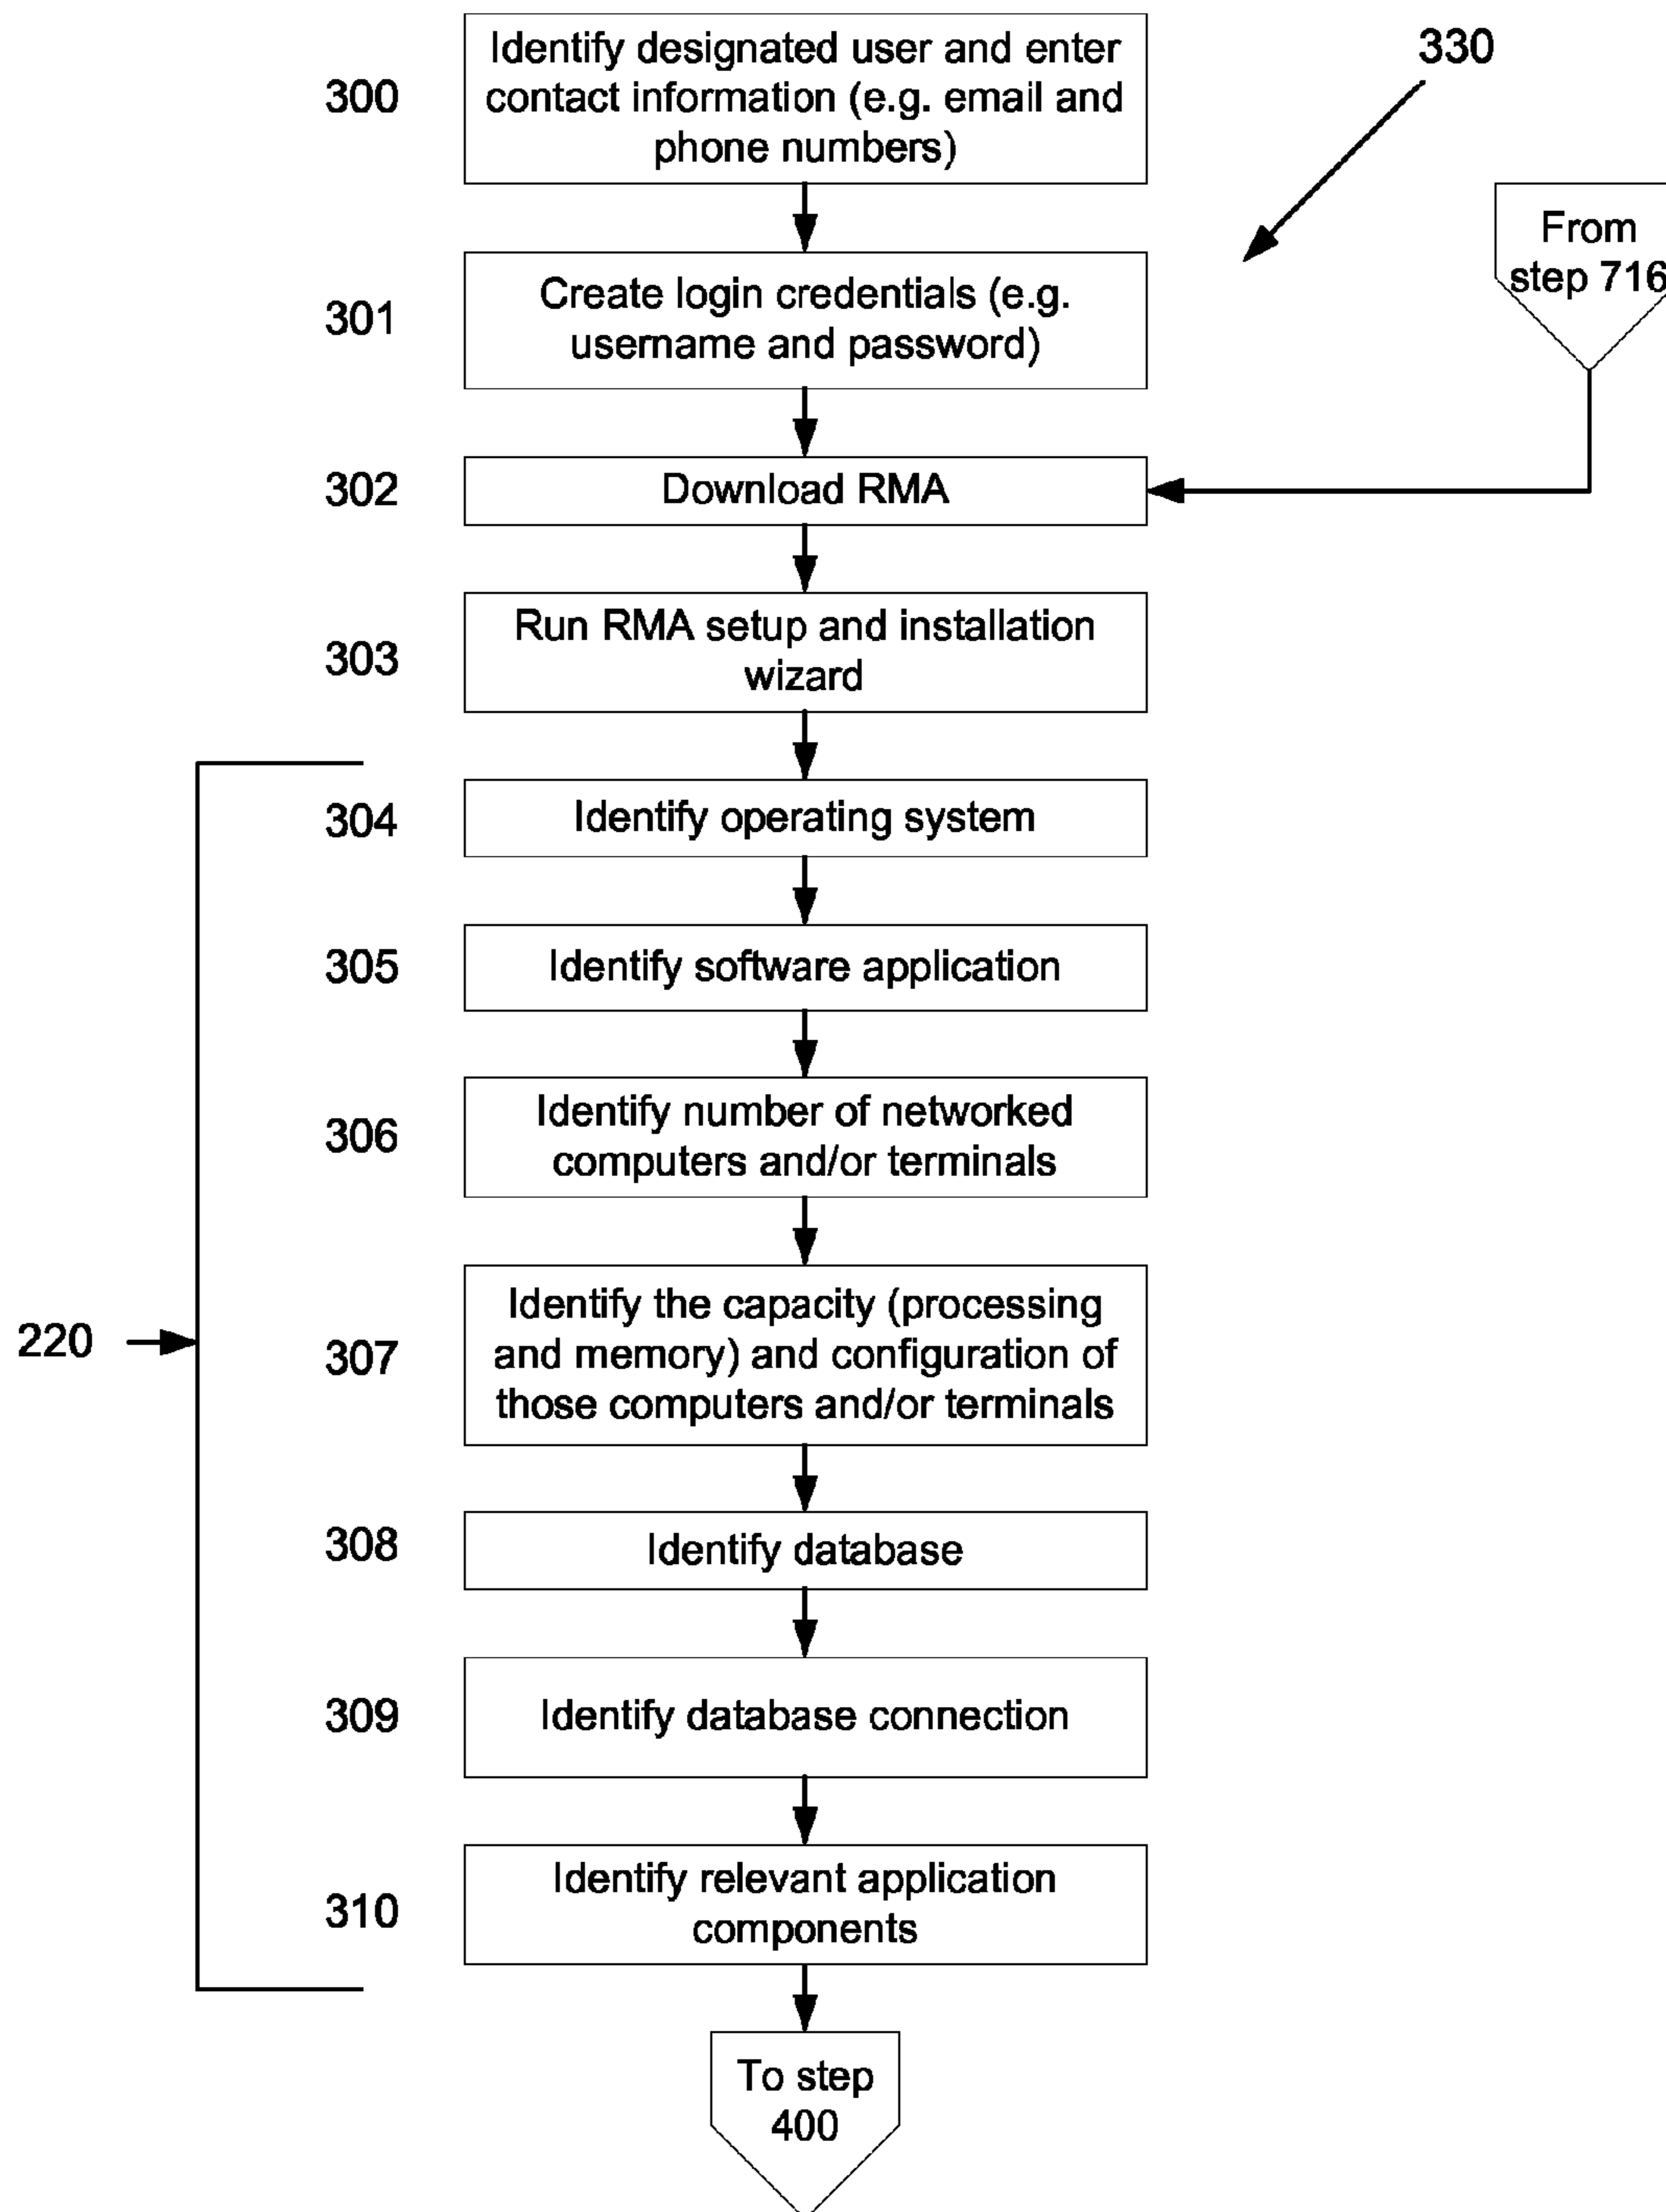 300
Identify designated user and enter
contact information (e.g. email and
phone numbers)
330
From
step 716
301
Create login credentials (e.g.
username and password)
302
Download RMA
303
Run RMA setup and installation
wizard
304
Identify operating system
305
Identify software application
306
Identify number of networked
computers and/or terminals
220
307
Identify the capacity (processing
and memory) and configuration of
those computers and/or terminals
308
Identify database
309
Identify database connection
310
Identify relevant application
components
To step
400